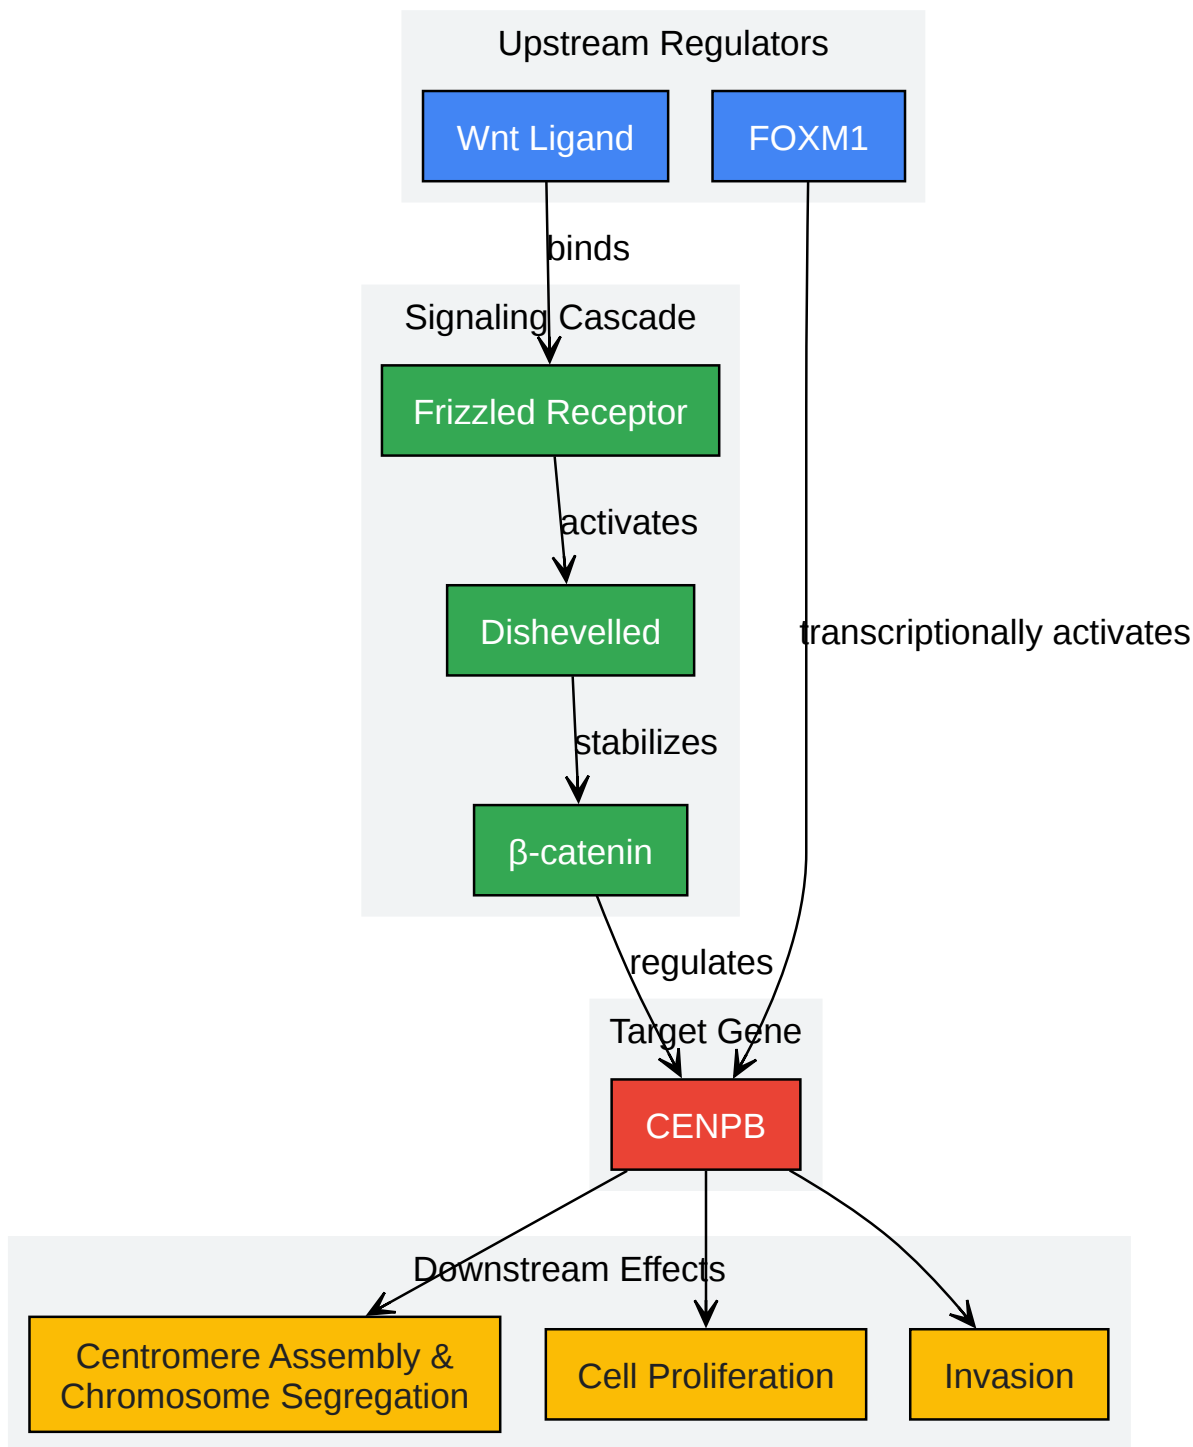 Upstream Regulators
Wnt Ligand
FOXM1
binds
Signaling Cascade
Frizzled Receptor
activates
Dishevelled
transcriptionally activates
stabilizes
β-catenin
regulates
Target Gene
CENPB
Downstream Effects
Centromere Assembly &
Chromosome Segregation
Cell Proliferation
Invasion